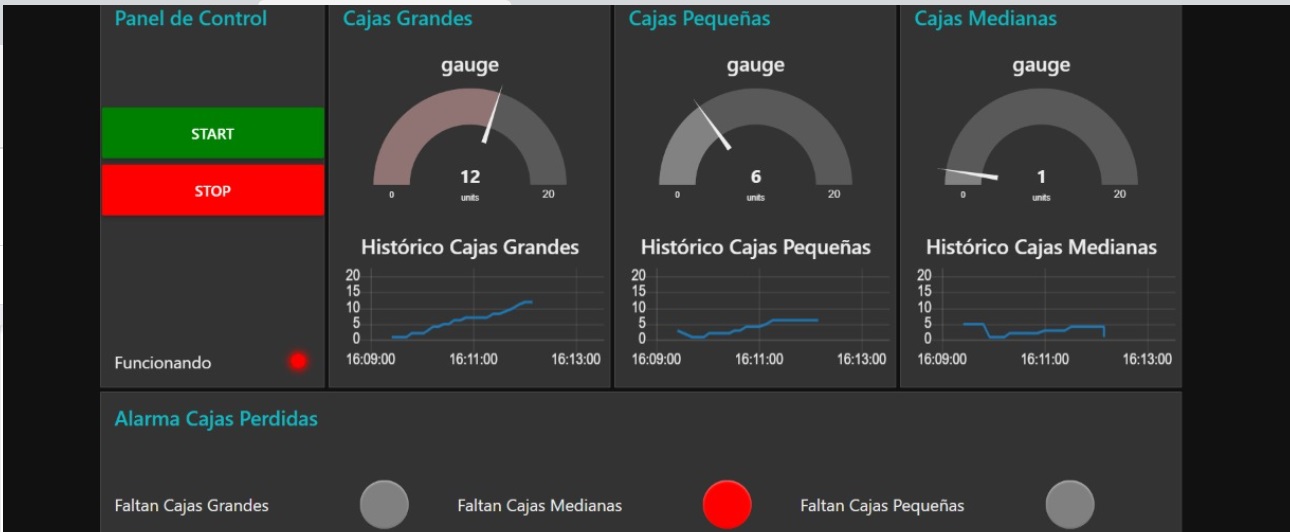 Panel de Control
START
STOP
Funcionando
Cajas Grandes
gauge
12
units
0
20
Histórico Cajas Grandes
20
15
10
5
0
16:09:00 16:11:00 16:13:00
Cajas Pequeñas
gauge
6
units
0
20
Histórico Cajas Pequeñas
20
15
10
5
0
16:09:00 16:11:00 16:13:00
Cajas Medianas
gauge
1
units
0
20
Histórico Cajas Medianas
20
15
10
5
0
16:09:00 16:11:00 16:13:00
Alarma Cajas Perdidas
Faltan Cajas Grandes
Faltan Cajas Medianas
Faltan Cajas Pequeñas